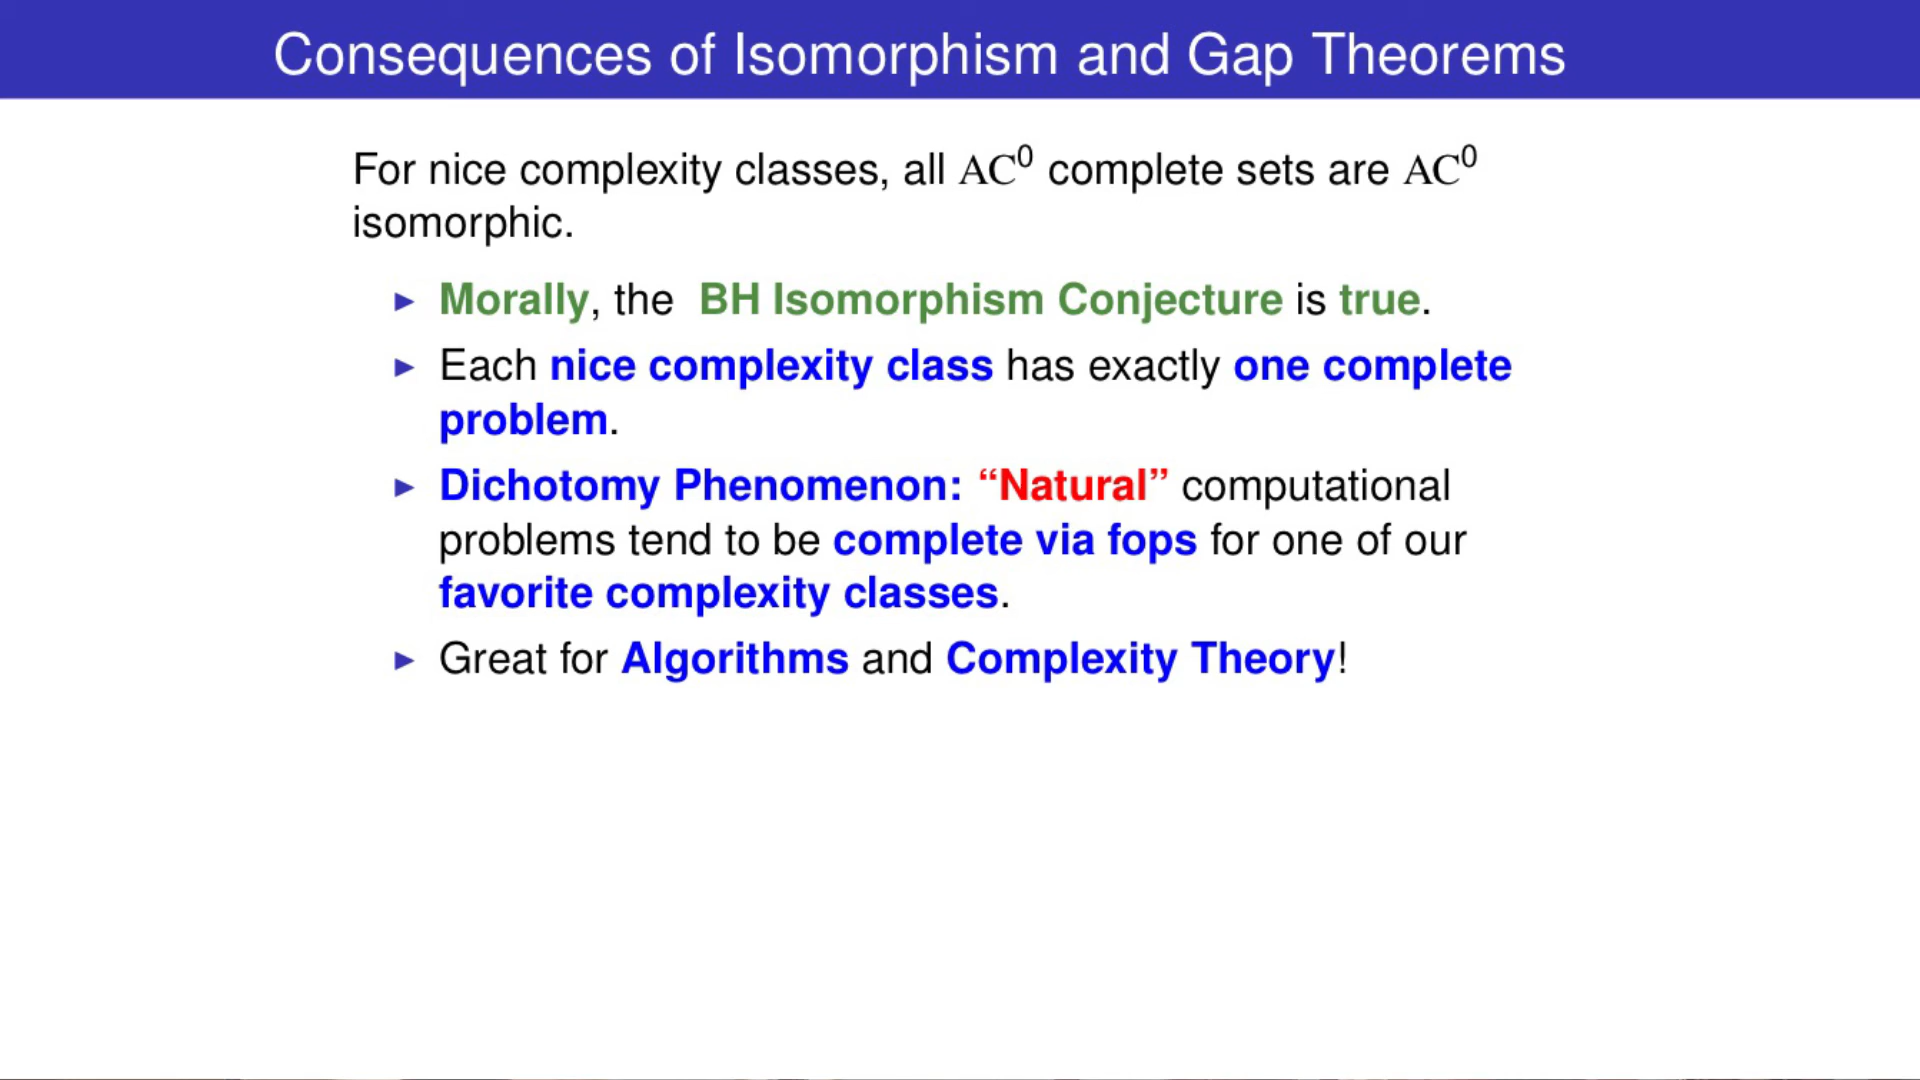 Consequences of Isomorphism and Gap Theorems
For nice complexity classes, all AC⁰ complete sets are AC⁰
isomorphic.
▶ Morally, the BH Isomorphism Conjecture is true.
▶ Each nice complexity class has exactly one complete
problem.
▶ Dichotomy Phenomenon: “Natural” computational
problems tend to be complete via fops for one of our
favorite complexity classes.
▶ Great for Algorithms and Complexity Theory!